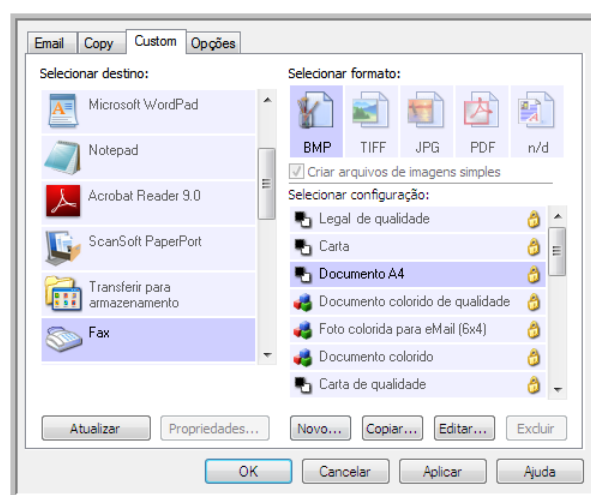 Email Copy Custom Opções
Selecionar destino:
Microsoft WordPad
Notepad
Acrobat Reader 9.0
ScanSoft PaperPort
Transferir para
armazenamento
Fax
Atualizar Propriedades...
Selecionar formato:
BMP TIFF JPG PDF n/d
Criar arquivos de imagens simples
Selecionar configuração:
Legal de qualidade
Carta
Documento A4
Documento colorido de qualidade
Foto colorida para eMail (6x4)
Documento colorido
Carta de qualidade
Novo... Copiar... Editar... Excluir
OK Cancelar Aplicar Ajuda